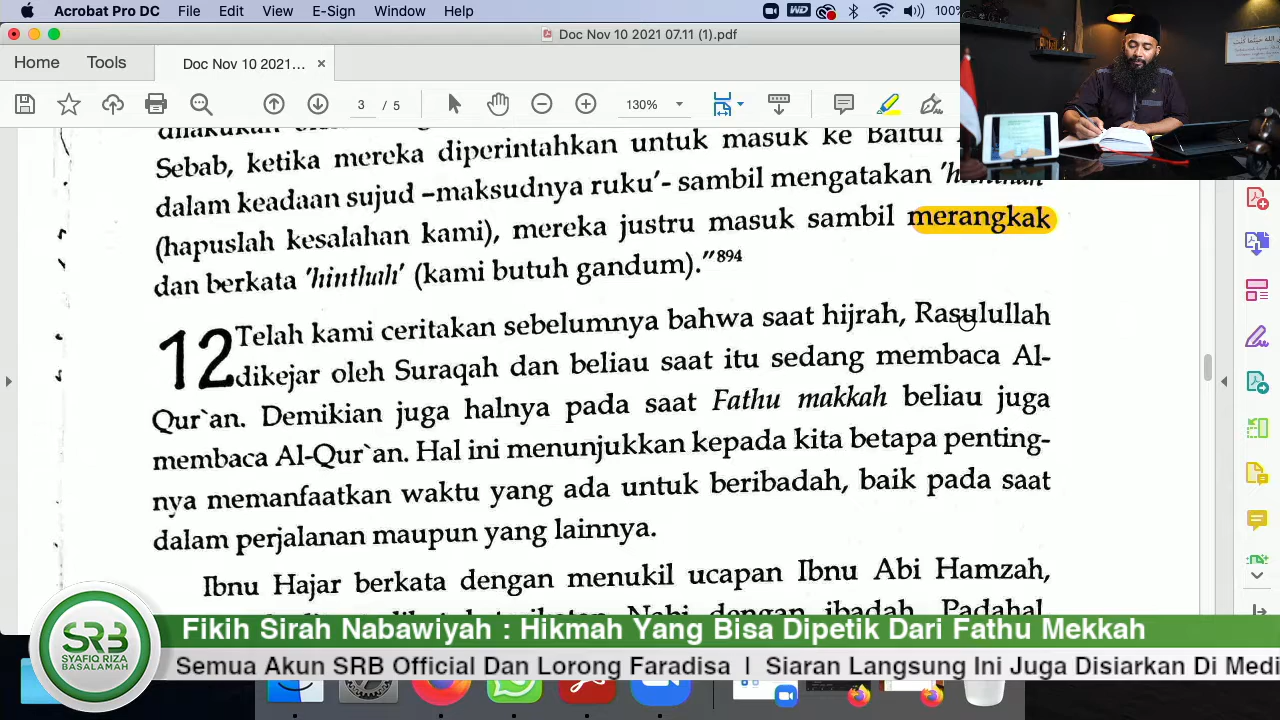 Acrobat Pro DC File Edit View E-Sign Window Help WD 100%
Doc Nov 10 2021 07.11 (1).pdf
Home Tools Doc Nov 10 2021... ×
3 / 5 130%
Sebab, ketika mereka diperintahkan untuk masuk ke Baitul
dalam keadaan sujud –maksudnya ruku'- sambil mengatakan
(hapuslah kesalahan kami), mereka justru masuk sambil merangkak
dan berkata 'hinthah' (kami butuh gandum)."894
12 Telah kami ceritakan sebelumnya bahwa saat hijrah, Rasulullah
dikejar oleh Suraqah dan beliau saat itu sedang membaca Al-
Qur`an. Demikian juga halnya pada saat Fathu makkah beliau juga
membaca Al-Qur`an. Hal ini menunjukkan kepada kita betapa penting-
nya memanfaatkan waktu yang ada untuk beribadah, baik pada saat
dalam perjalanan maupun yang lainnya.
Ibnu Hajar berkata dengan menukil ucapan Ibnu Abi Hamzah,
Nabi dengan ibadah. Padahal
SRB
SYAFIQ RIZA
BASALAMAH
Fikih Sirah Nabawiyah : Hikmah Yang Bisa Dipetik Dari Fathu Mekkah
Semua Akun SRB Official Dan Lorong Faradisa I Siaran Langsung Ini Juga Disiarkan Di Medi